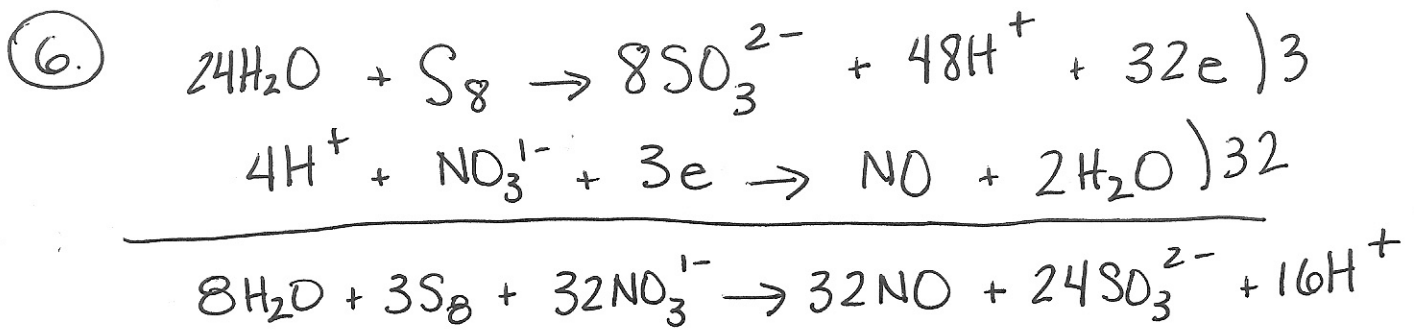 6. 24H₂O + S₈ → 8SO₃²⁻ + 48H⁺ + 32e )3
4H⁺ + NO₃¹⁻ + 3e → NO + 2H₂O )32
8H₂O + 3S₈ + 32NO₃¹⁻ → 32NO + 24SO₃²⁻ + 16H⁺